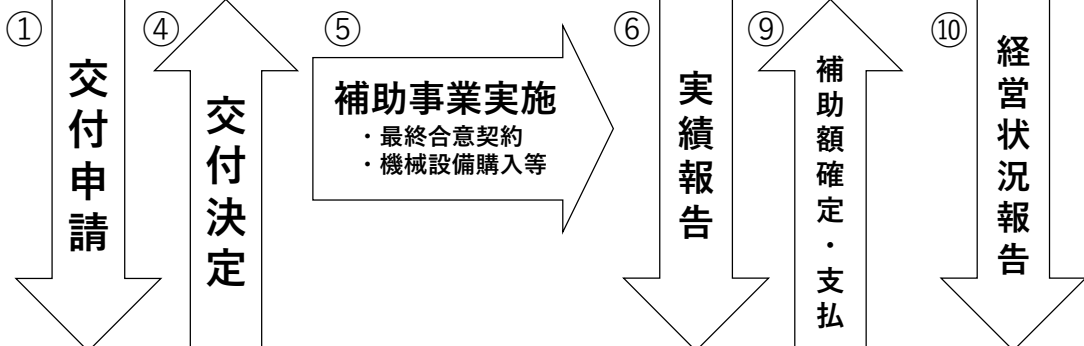 ①
交付申請
④
交付決定
⑤
補助事業実施
・最終合意契約
・機械設備購入等
⑥
実績報告
⑨
補助額確定・支払
⑩
経営状況報告